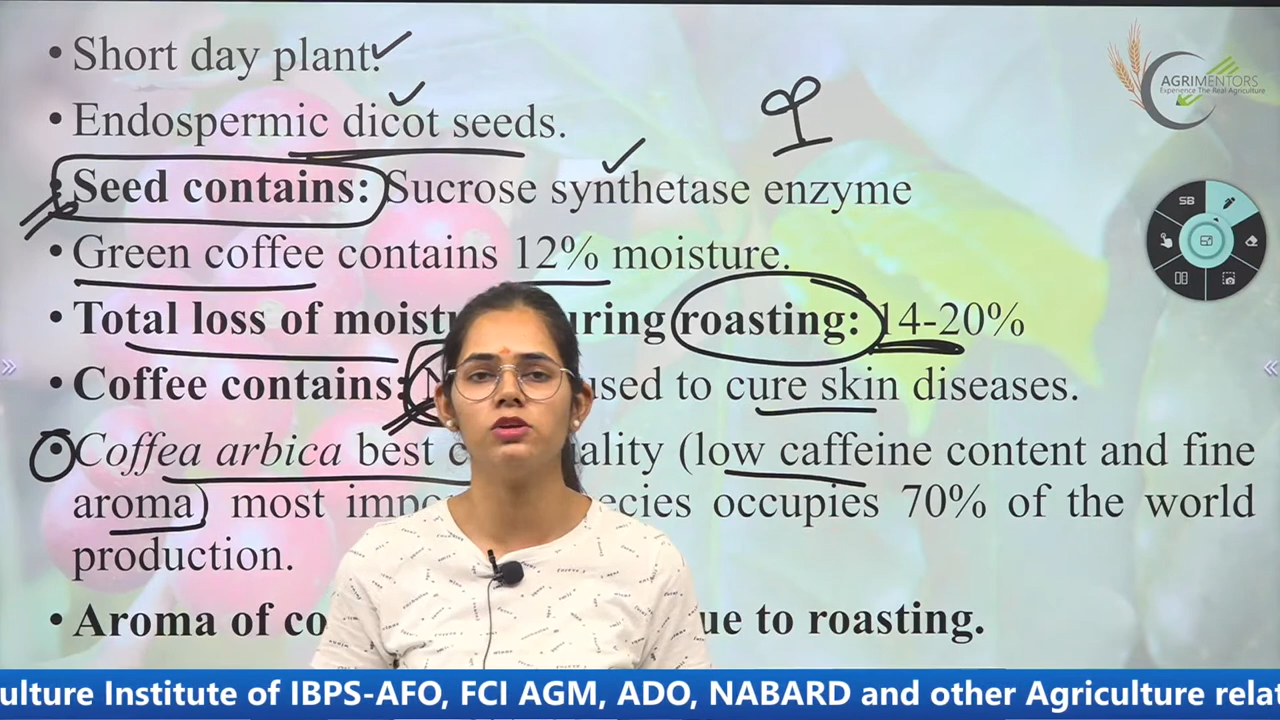 • Short day plant.
• Endospermic dicot seeds.
• Seed contains: Sucrose synthetase enzyme
• Green coffee contains 12% moisture.
• Total loss of moistu uring roasting: 14-20%
• Coffee contains: used to cure skin diseases.
• Coffea arbica best c ality (low caffeine content and fine
aroma) most impo ecies occupies 70% of the world
production.
• Aroma of co ue to roasting.
AGRIMENTORS
Experience The Real Agriculture
SB
ulture Institute of IBPS-AFO, FCI AGM, ADO, NABARD and other Agriculture relat